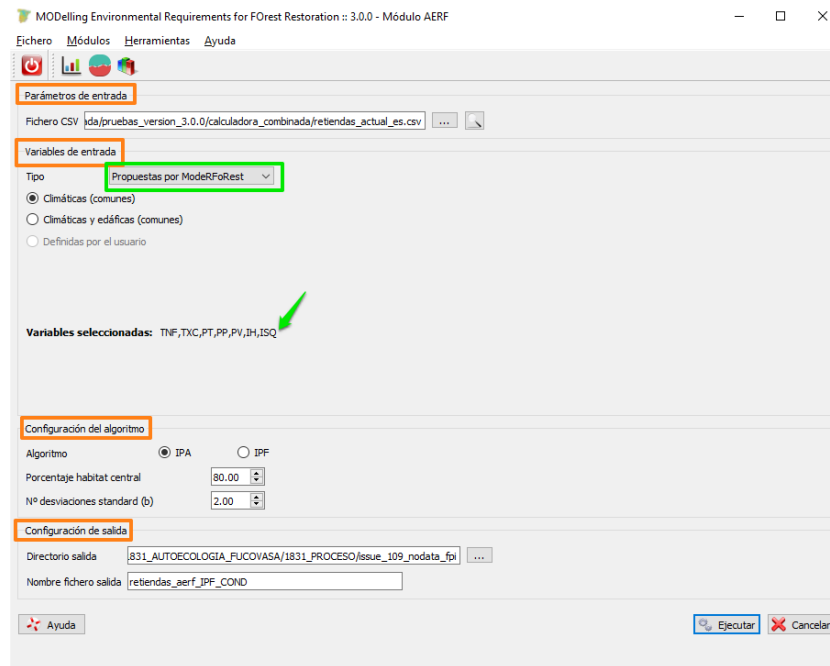 MODelling Environmental Requirements for FOrest Restoration :: 3.0.0 - Módulo AERF
Fichero Módulos Herramientas Ayuda
Parámetros de entrada
Fichero CSV ada/pruebas_version_3.0.0/calculadora_combinada/retiendas_actual_es.csv ...
Variables de entrada
Tipo Propuestas por ModeRFoRest
Climáticas (comunes)
Climáticas y edáficas (comunes)
Definidas por el usuario
Variables seleccionadas: TNF,TXC,PT,PP,PV,IH,ISQ
Configuración del algoritmo
Algoritmo IPA IPF
Porcentaje habitat central 80.00
Nº desviaciones standard (b) 2.00
Configuración de salida
Directorio salida .831_AUTOECOLOGIA_FUCOVASA/1831_PROCESO/issue_109_nodata_fpi ...
Nombre fichero salida retiendas_aerf_IPF_COND
Ayuda Ejecutar Cancelar